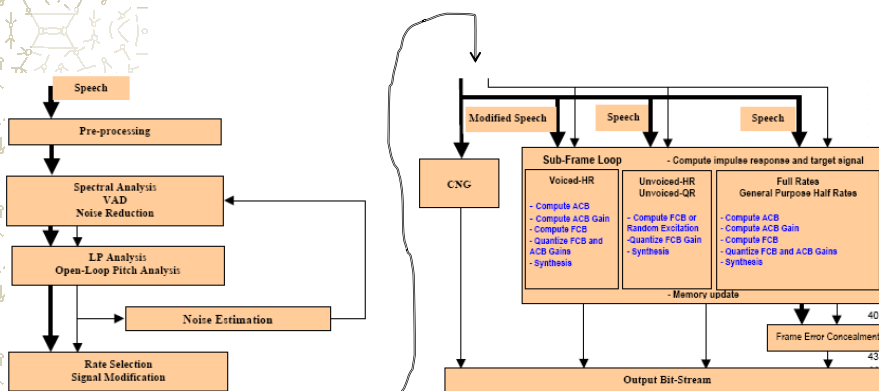 Speech
Pre-processing
Spectral Analysis
VAD
Noise Reduction
LP Analysis
Open-Loop Pitch Analysis
Noise Estimation
Rate Selection
Signal Modification
Modified Speech
Speech
Speech
CNG
Sub-Frame Loop - Compute impulse response and target signal
Voiced-HR
- Compute ACB
- Compute ACB Gain
- Compute FCB
- Quantize FCB and
ACB Gains
- Synthesis
Unvoiced-HR
Unvoiced-QR
- Compute FCB or
Random Excitation
-Quantize FCB Gain
- Synthesis
Full Rates
General Purpose Half Rates
- Compute ACB
- Compute ACB Gain
- Compute FCB
- Quantize FCB and ACB Gains
- Synthesis
- Memory update
40
Frame Error Concealment
43
Output Bit-Stream